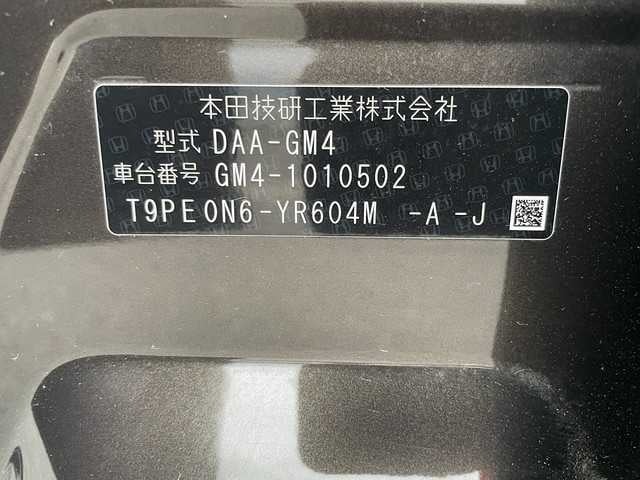 本田技研工業株式会社
型式 DAA-GM4
車台番号 GM4-1010502
T9PE0N6-YR604M -A -J